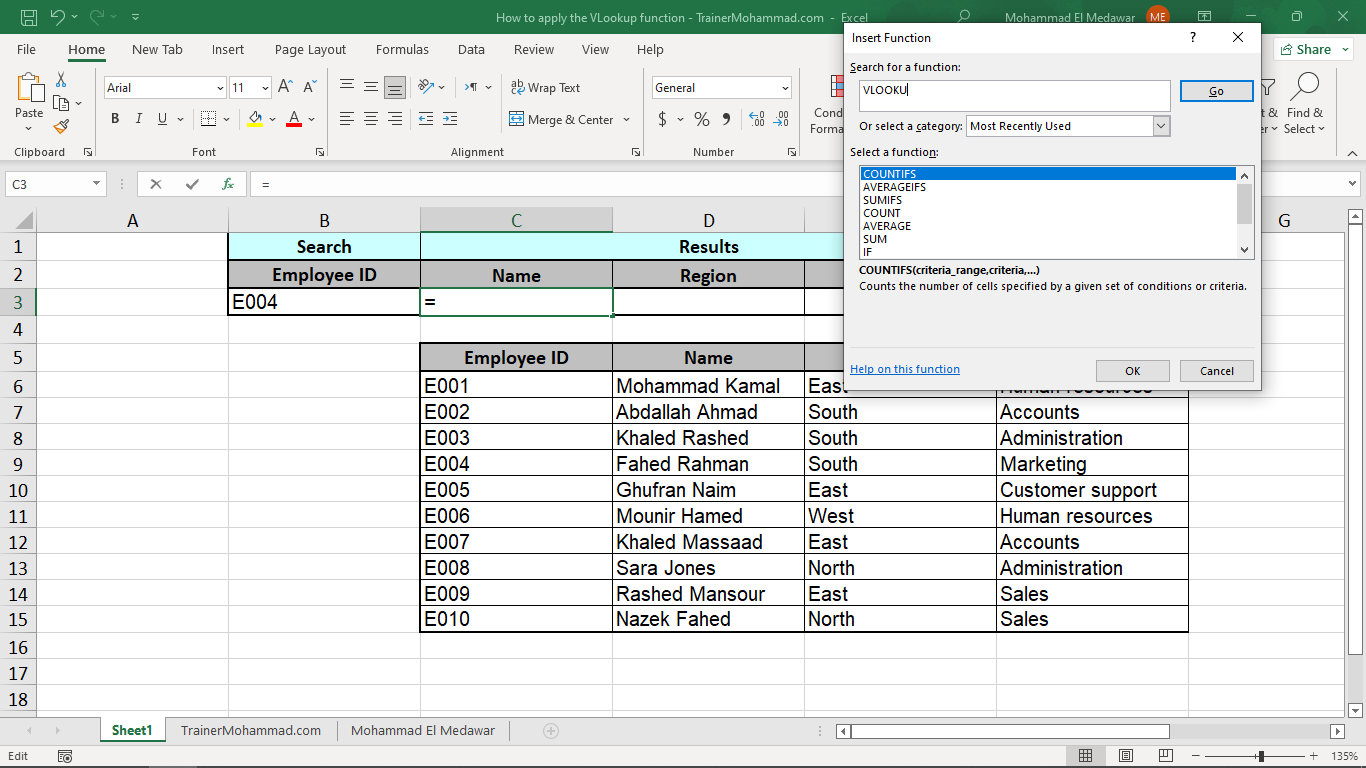 How to apply the VLookup function - TrainerMohammad.com - Excel
Mohammad El Medawar ME
File Home New Tab Insert Page Layout Formulas Data Review View Help
Share
Paste
Clipboard
Arial 11
B I U
Font
ab Wrap Text
Merge & Center
Alignment
General
$ % 9
Number
Cond
Forma
t & Find &
er Select
Insert Function
?
Search for a function:
VLOOKU
Go
Or select a category: Most Recently Used
Select a function:
COUNTIFS
AVERAGEIFS
SUMIFS
COUNT
AVERAGE
SUM
IF
COUNTIFS(criteria_range,criteria,...)
Counts the number of cells specified by a given set of conditions or criteria.
Help on this function
OK Cancel
C3 fx =
A B C D G
1 Search Results
2 Employee ID Name Region
3 E004 =
4
5 Employee ID Name
6 E001 Mohammad Kamal East Human resources
7 E002 Abdallah Ahmad South Accounts
8 E003 Khaled Rashed South Administration
9 E004 Fahed Rahman South Marketing
10 E005 Ghufran Naim East Customer support
11 E006 Mounir Hamed West Human resources
12 E007 Khaled Massaad East Accounts
13 E008 Sara Jones North Administration
14 E009 Rashed Mansour East Sales
15 E010 Nazek Fahed North Sales
16
17
18
Sheet1 TrainerMohammad.com Mohammad El Medawar
Edit
135%